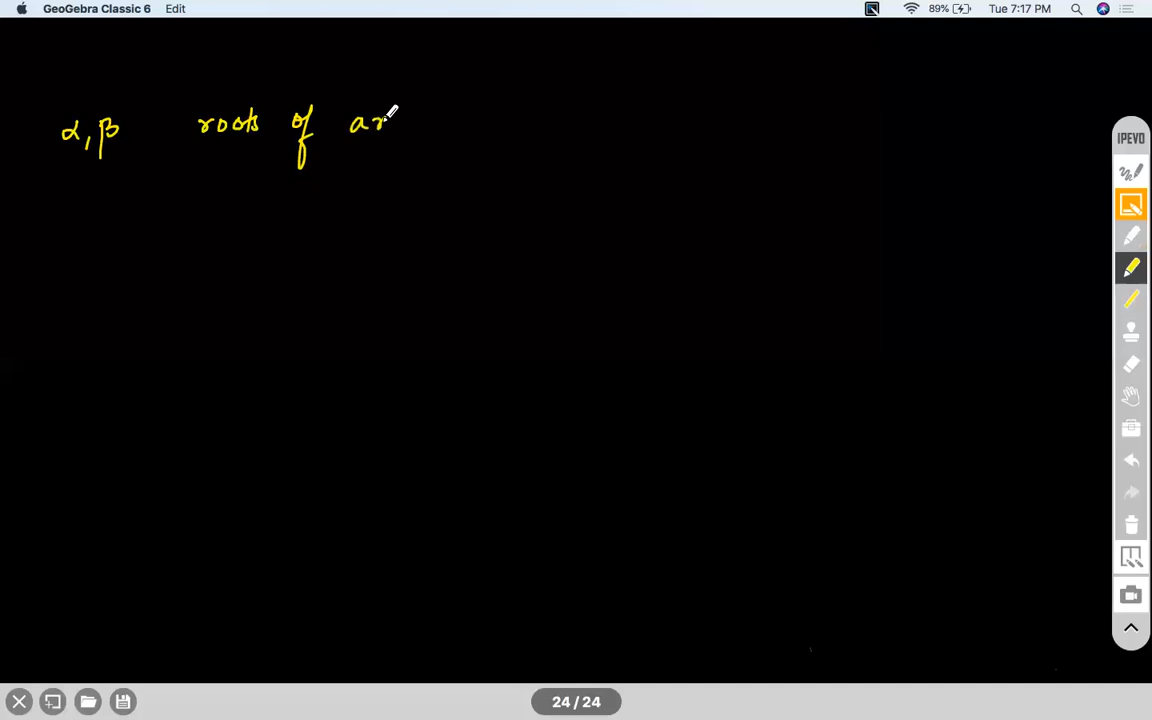 GeoGebra Classic 6 Edit 89% Tue 7:17 PM
α, β roots of a
IPEVO
24 / 24